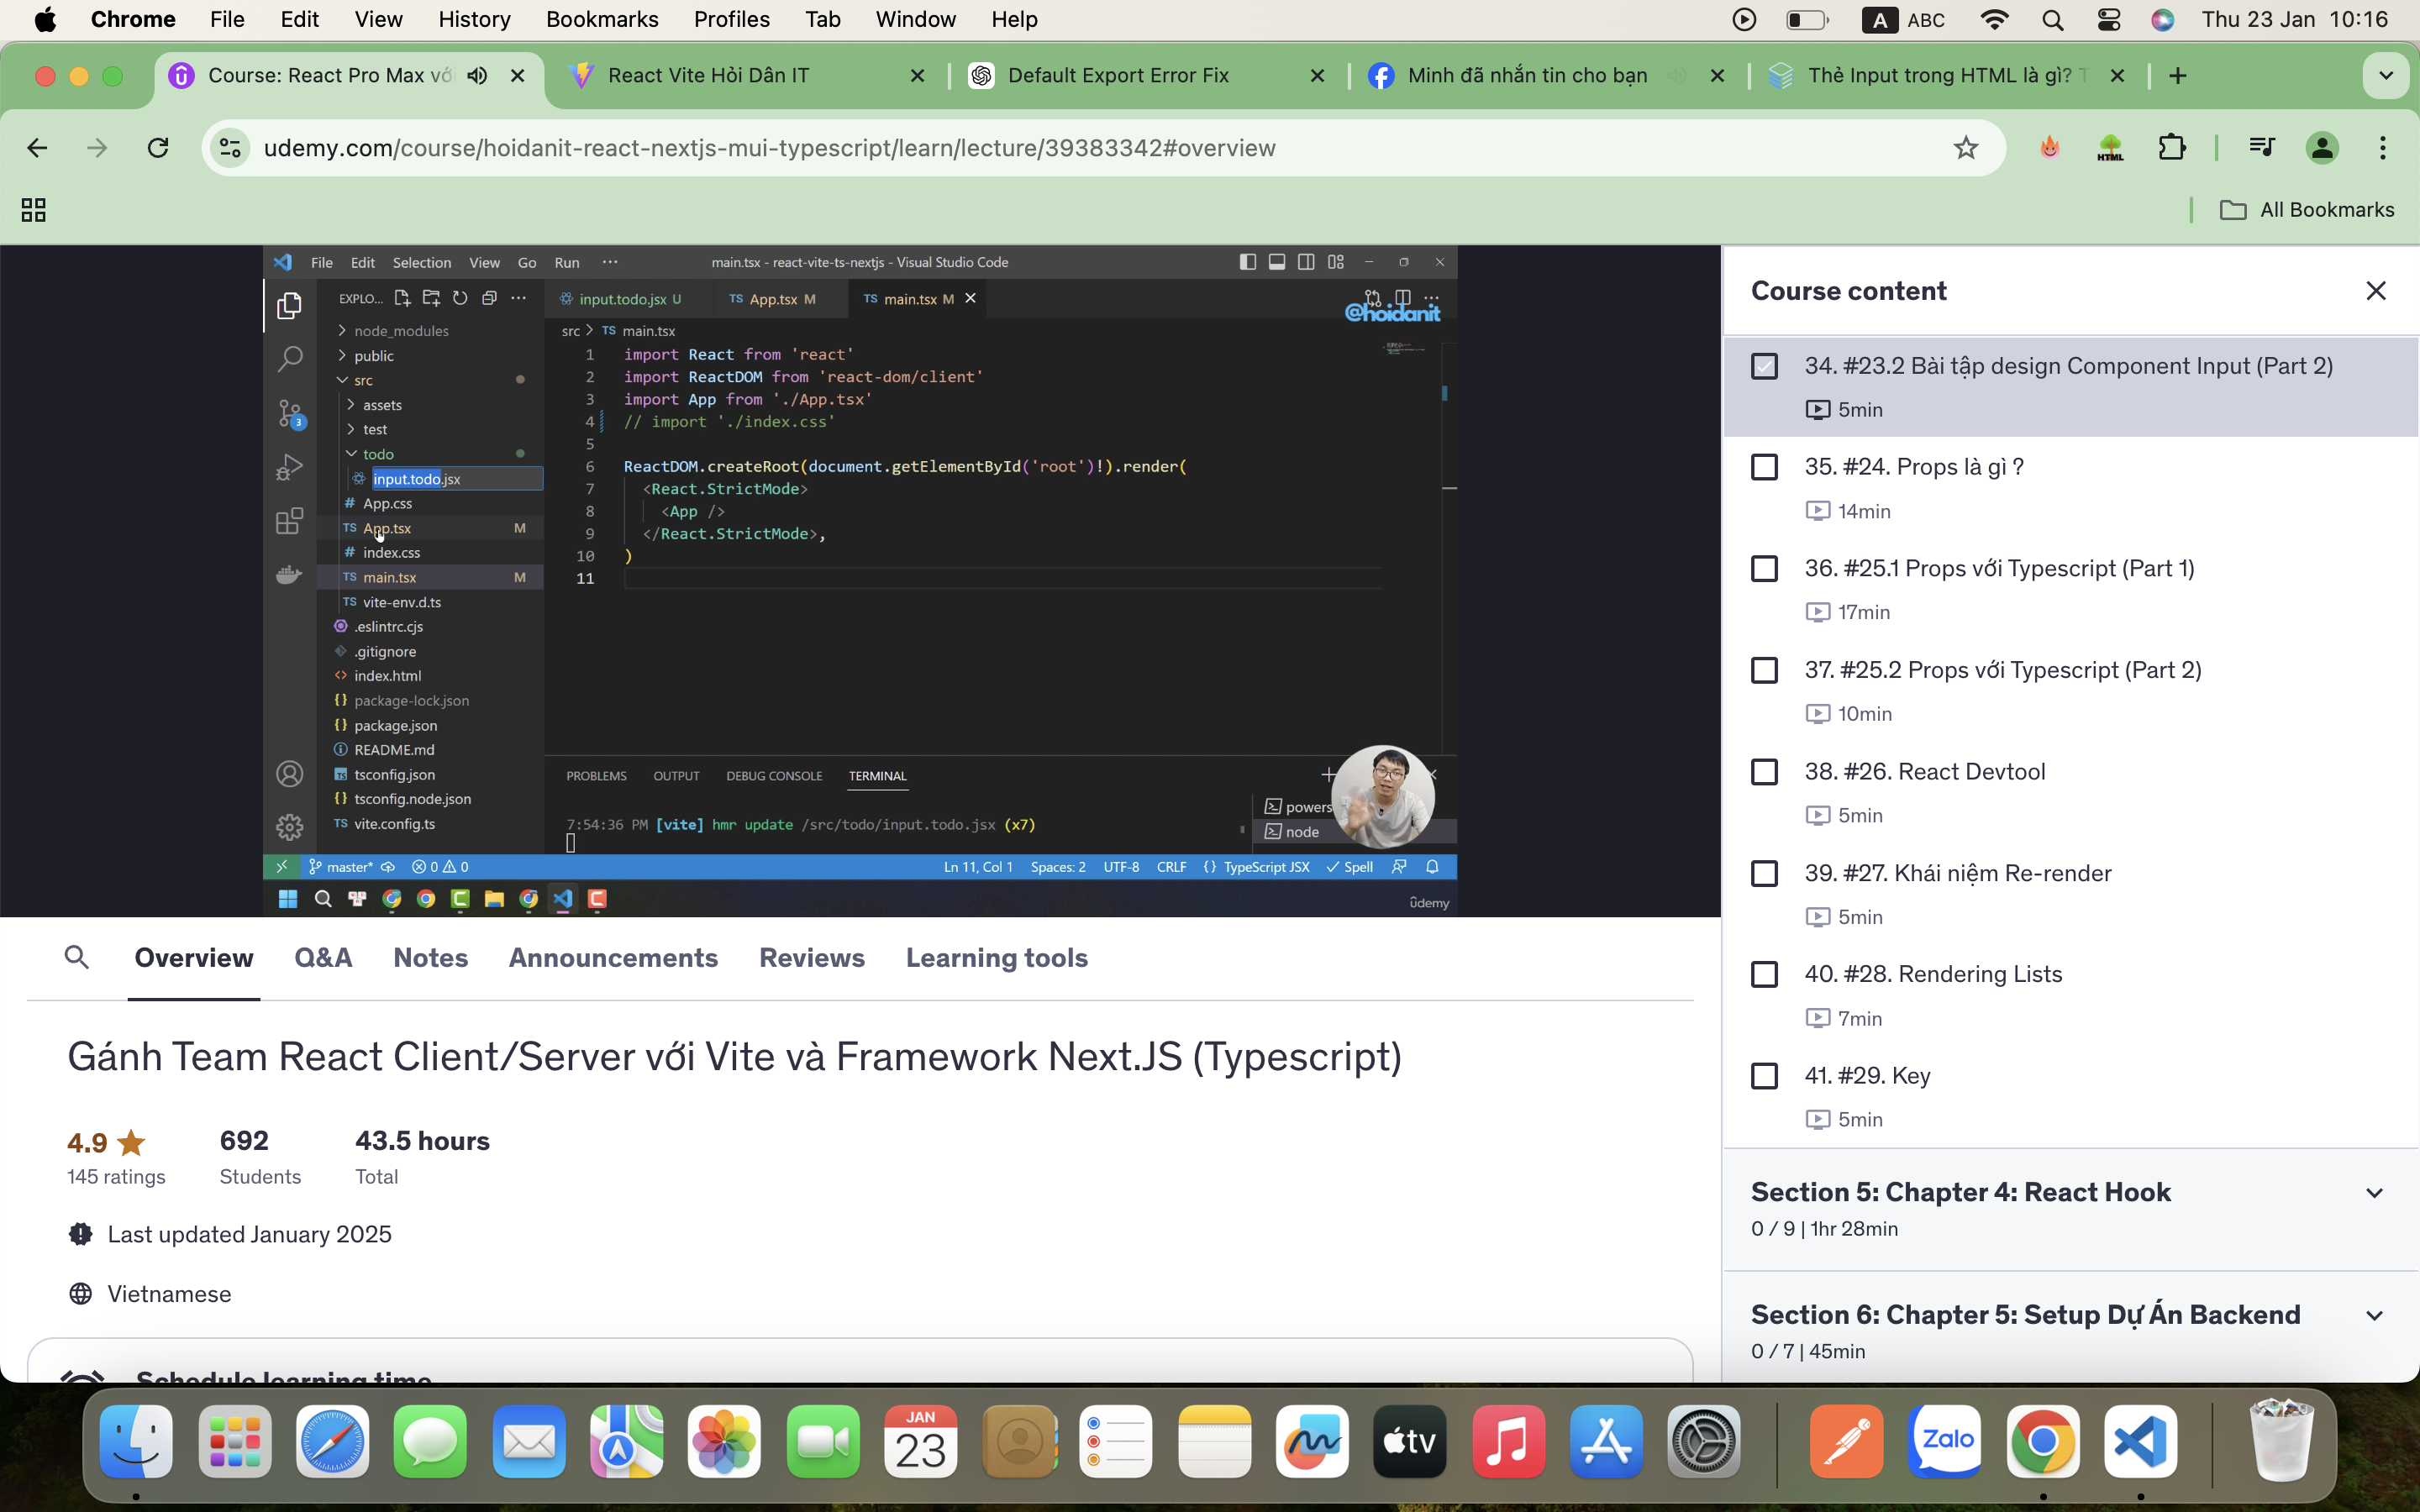 Chrome File Edit View History Bookmarks Profiles Tab Window Help
A ABC Thu 23 Jan 10:16
Course: React Pro Max với
React Vite Hỏi Dân IT
Default Export Error Fix
Minh đã nhắn tin cho bạn
Thẻ Input trong HTML là gì? T
udemy.com/course/hoidanit-react-nextjs-mui-typescript/learn/lecture/39383342#overview
HTML
All Bookmarks
File Edit Selection View Go Run ···
main.tsx - react-vite-ts-nextjs - Visual Studio Code
EXPLO...
input.todo.jsx U
TS App.tsx M
TS main.tsx M
@hoidanit
src > TS main.tsx
node_modules
public
src
assets
test
todo
input.todo.jsx
# App.css
TS App.tsx M
# index.css
TS main.tsx M
TS vite-env.d.ts
.eslintrc.cjs
.gitignore
<> index.html
{} package-lock.json
{} package.json
README.md
TS tsconfig.json
{} tsconfig.node.json
TS vite.config.ts
3
1 import React from 'react'
2 import ReactDOM from 'react-dom/client'
3 import App from './App.tsx'
4 // import './index.css'
5
6 ReactDOM.createRoot(document.getElementById('root')!).render(
7 <React.StrictMode>
8 <App />
9 </React.StrictMode>,
10 )
11
PROBLEMS OUTPUT DEBUG CONSOLE TERMINAL
7:54:36 PM [vite] hmr update /src/todo/input.todo.jsx (x7)
powers
node
master* 0 0
Ln 11, Col 1 Spaces: 2 UTF-8 CRLF {} TypeScript JSX Spell
ûdemy
Course content
34. #23.2 Bài tập design Component Input (Part 2)
5min
35. #24. Props là gì ?
14min
36. #25.1 Props với Typescript (Part 1)
17min
37. #25.2 Props với Typescript (Part 2)
10min
38. #26. React Devtool
5min
39. #27. Khái niệm Re-render
5min
40. #28. Rendering Lists
7min
41. #29. Key
5min
Section 5: Chapter 4: React Hook
0 / 9 | 1hr 28min
Section 6: Chapter 5: Setup Dự Án Backend
0 / 7 | 45min
Overview Q&A Notes Announcements Reviews Learning tools
Gánh Team React Client/Server với Vite và Framework Next.JS (Typescript)
4.9 692 43.5 hours
145 ratings Students Total
Last updated January 2025
Vietnamese
Schedule learning time
JAN
23
tv
Zalo